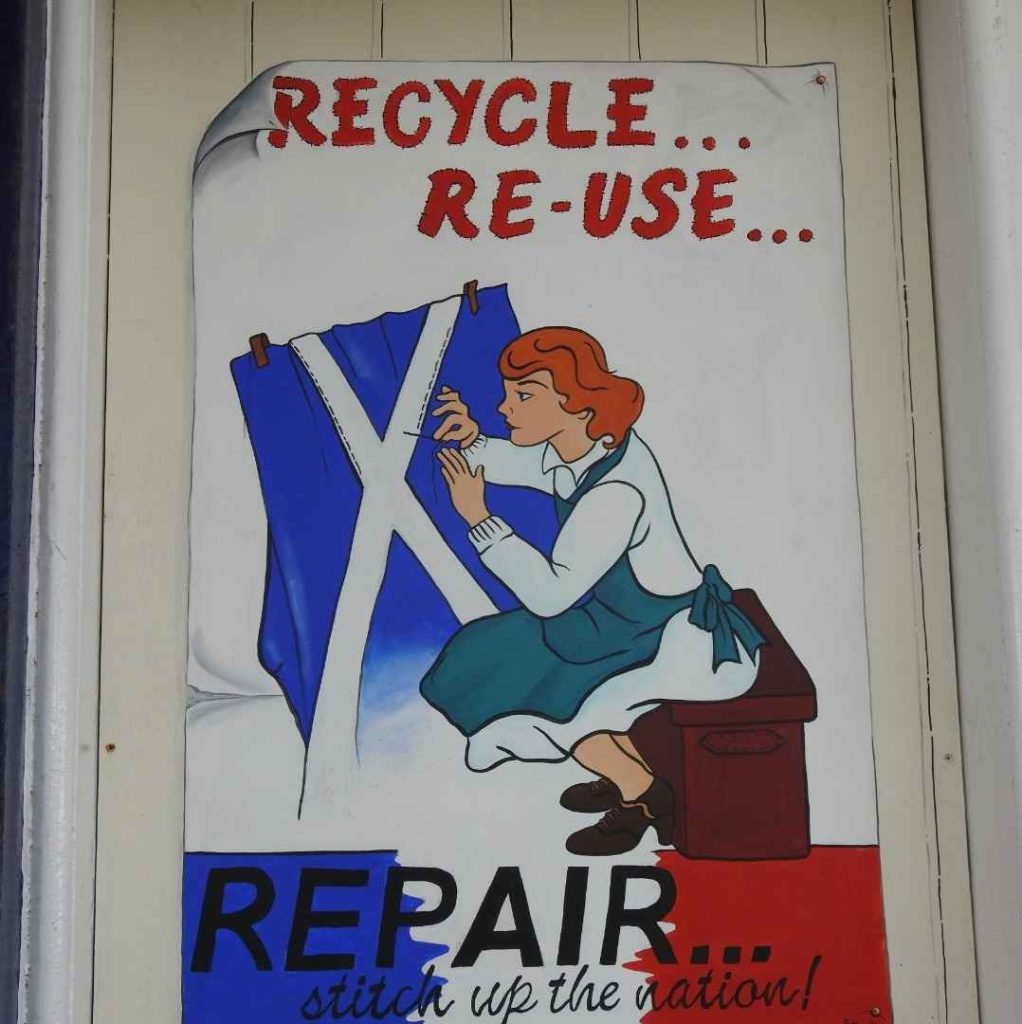 RECYCLE...
RE-USE...
REPAIR...
stitch up the nation!